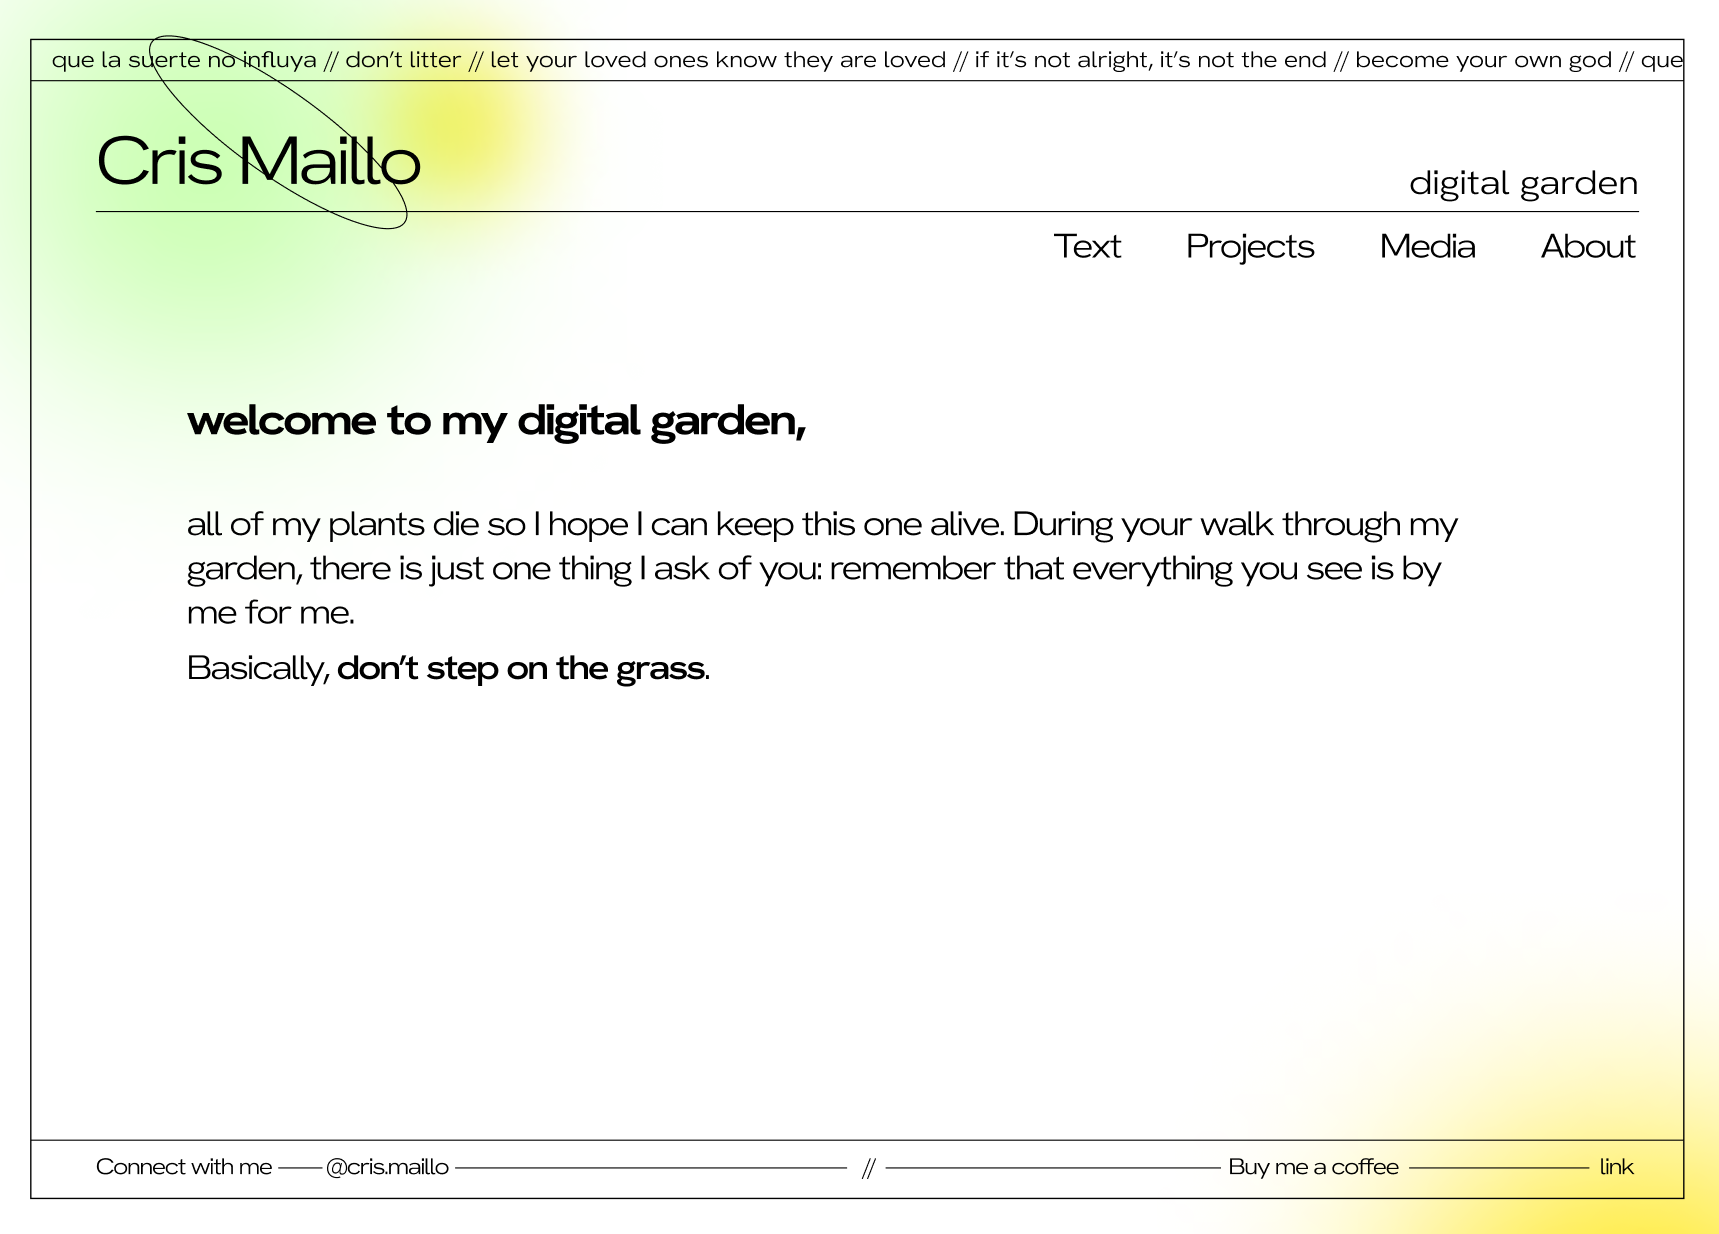 que la suerte no influya // don’t litter // let your loved ones know they are loved // if it’s not alright, it’s not the end // become your own god // que
Cris Maillo
digital garden
Text Projects Media About
welcome to my digital garden,
all of my plants die so I hope I can keep this one alive. During your walk through my
garden, there is just one thing I ask of you: remember that everything you see is by
me for me.
Basically, don’t step on the grass.
Connect with me @cris.maillo // Buy me a coffee link